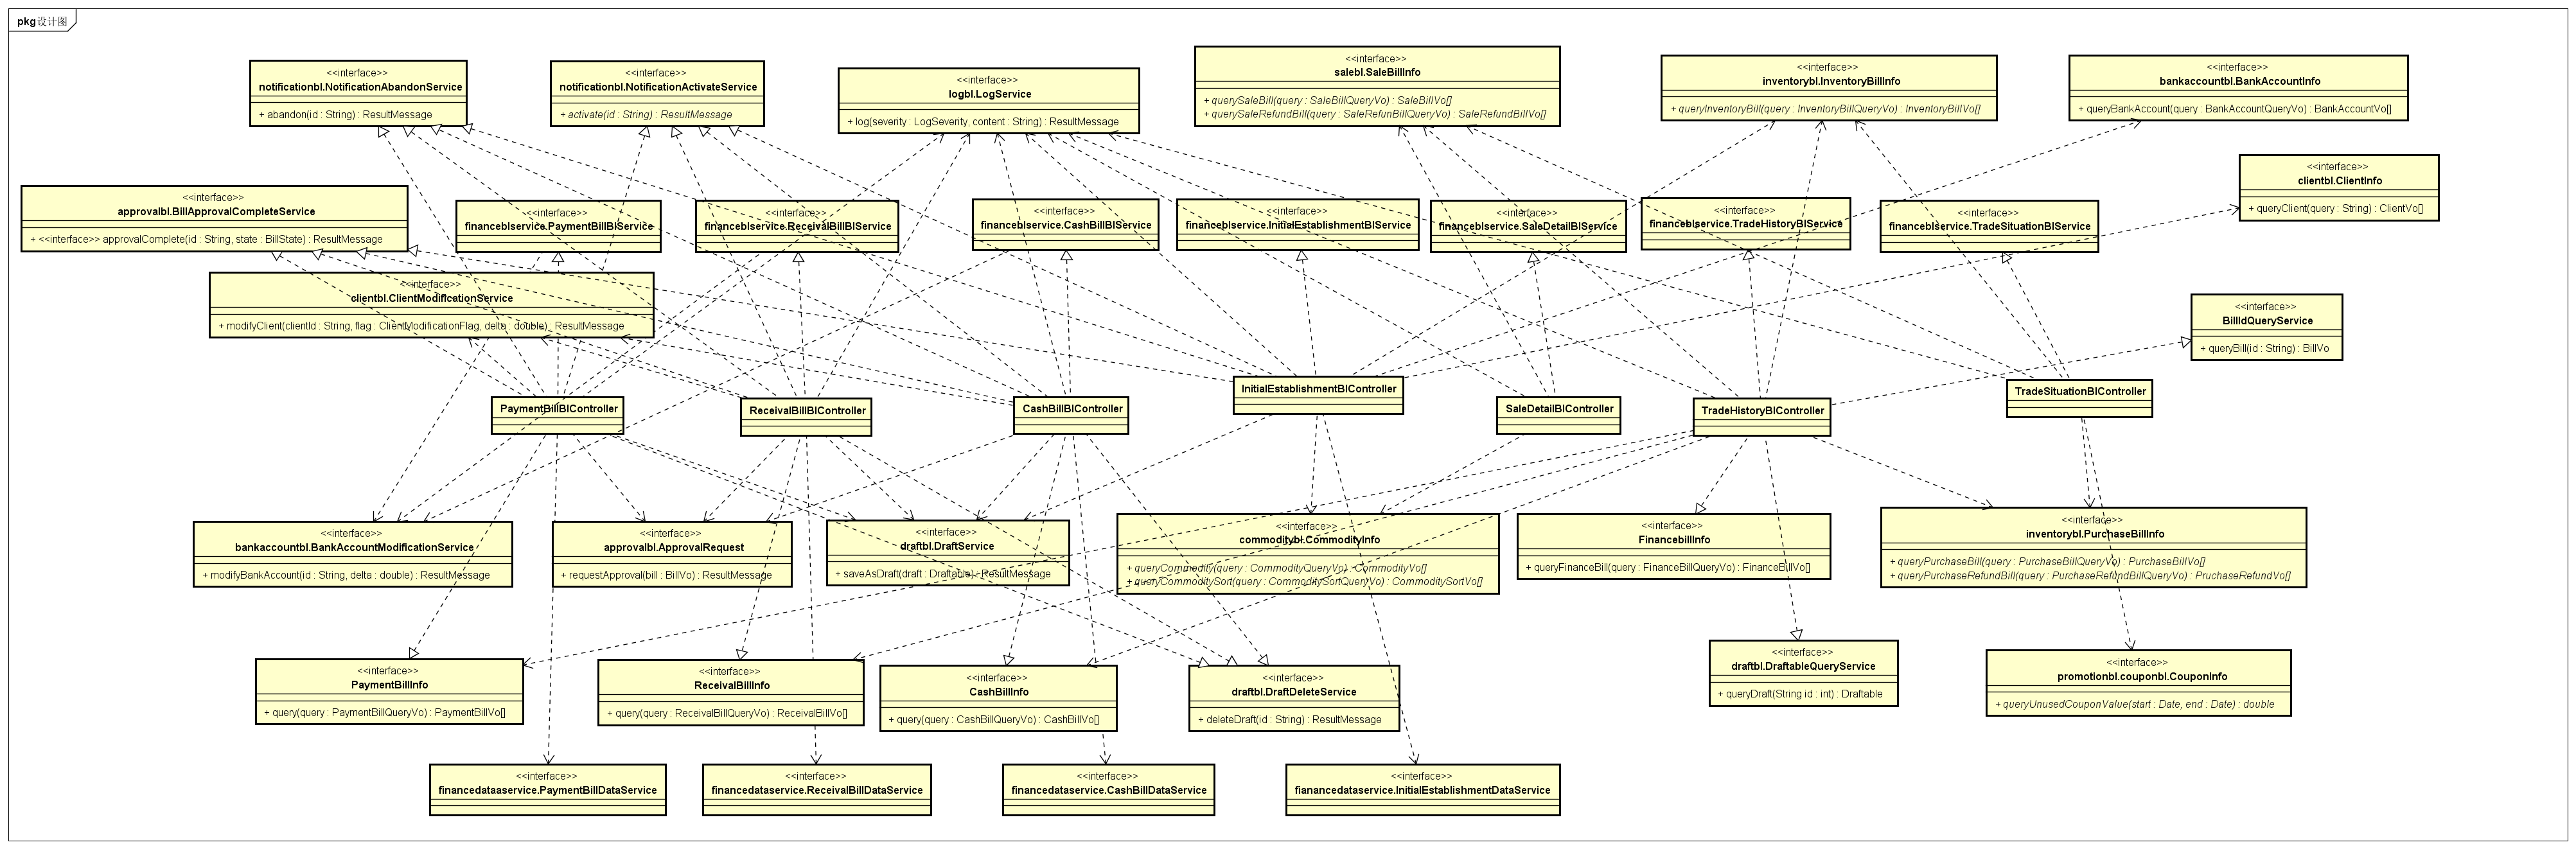 pkg 设计图
<<interface>>
notificationbl.NotificationAbandonService
+ abandon(id : String) : ResultMessage
<<interface>>
notificationbl.NotificationActivateService
+ activate(id : String) : ResultMessage
<<interface>>
logbl.LogService
+ log(severity : LogSeverity, content : String) : ResultMessage
<<interface>>
salebl.SaleBillInfo
+ querySaleBill(query : SaleBillQueryVo) : SaleBillVo[]
+ querySaleRefundBill(query : SaleRefunBillQueryVo) : SaleRefundBillVo[]
<<interface>>
inventorybl.InventoryBillInfo
+ queryInventoryBill(query : InventoryBillQueryVo) : InventoryBillVo[]
<<interface>>
bankaccountbl.BankAccountInfo
+ queryBankAccount(query : BankAccountQueryVo) : BankAccountVo[]
<<interface>>
clientbl.ClientInfo
+ queryClient(query : String) : ClientVo[]
<<interface>>
approvalbl.BillApprovalCompleteService
+ <<interface>> approvalComplete(id : String, state : BillState) : ResultMessage
<<interface>>
financeblservice.PaymentBillBlService
<<interface>>
financeblservice.ReceivalBillBlService
<<interface>>
financeblservice.CashBillBlService
<<interface>>
financeblservice.InitialEstablishmentBlService
<<interface>>
financeblservice.SaleDetailBlService
<<interface>>
financeblservice.TradeHistoryBlService
<<interface>>
financeblservice.TradeSituationBlService
<<interface>>
clientbl.ClientModificationService
+ modifyClient(clientId : String, flag : ClientModificationFlag, delta : double) : ResultMessage
<<interface>>
BillIdQueryService
+ queryBill(id : String) : BillVo
PaymentBillBlController
ReceivalBillBlController
CashBillBlController
InitialEstablishmentBlController
SaleDetailBlController
TradeHistoryBlController
TradeSituationBlController
<<interface>>
bankaccountbl.BankAccountModificationService
+ modifyBankAccount(id : String, delta : double) : ResultMessage
<<interface>>
approvalbl.ApprovalRequest
+ requestApproval(bill : BillVo) : ResultMessage
<<interface>>
draftbl.DraftService
+ saveAsDraft(draft : Draftable) : ResultMessage
<<interface>>
commoditybl.CommodityInfo
+ queryCommodity(query : CommodityQueryVo) : CommodityVo[]
+ queryCommoditySort(query : CommoditySortQueryVo) : CommoditySortVo[]
<<interface>>
FinancebillInfo
+ queryFinanceBill(query : FinanceBillQueryVo) : FinanceBillVo[]
<<interface>>
inventorybl.PurchaseBillInfo
+ queryPurchaseBill(query : PurchaseBillQueryVo) : PurchaseBillVo[]
+ queryPurchaseRefundBill(query : PurchaseRefundBillQueryVo) : PruchaseRefundVo[]
<<interface>>
PaymentBillInfo
+ query(query : PaymentBillQueryVo) : PaymentBillVo[]
<<interface>>
ReceivalBillInfo
+ query(query : ReceivalBillQueryVo) : ReceivalBillVo[]
<<interface>>
CashBillInfo
+ query(query : CashBillQueryVo) : CashBillVo[]
<<interface>>
draftbl.DraftDeleteService
+ deleteDraft(id : String) : ResultMessage
<<interface>>
draftbl.DraftableQueryService
+ queryDraft(String id : int) : Draftable
<<interface>>
promotionbl.couponbl.CouponInfo
+ queryUnusedCouponValue(start : Date, end : Date) : double
<<interface>>
financedataaservice.PaymentBillDataService
<<interface>>
financedataservice.ReceivalBillDataService
<<interface>>
financedataservice.CashBillDataService
<<interface>>
fianancedataservice.InitialEstablishmentDataService